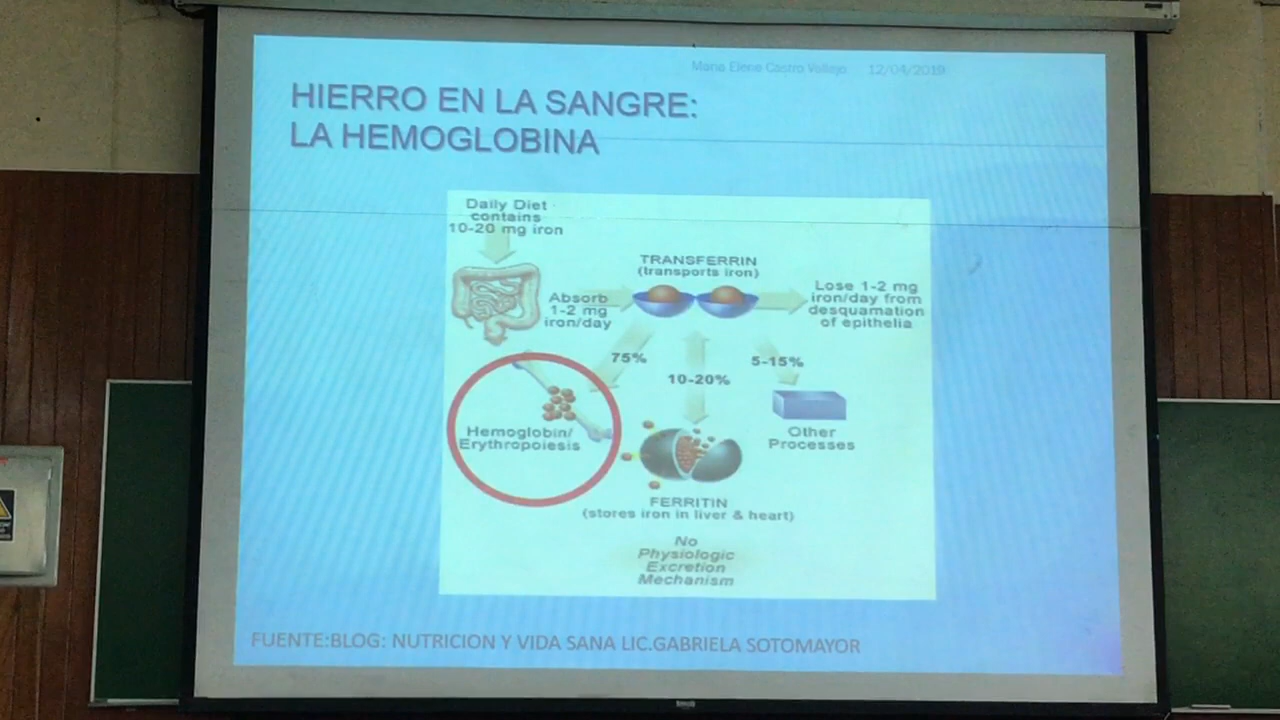 Maria Elena Castro Vallejo 12/04/2019
HIERRO EN LA SANGRE:
LA HEMOGLOBINA
Daily Diet
contains
10-20 mg iron
TRANSFERRIN
(transports iron)
Absorb
1-2 mg
iron/day
Lose 1-2 mg
iron/day from
desquamation
of epithelia
75%
10-20%
5-15%
Hemoglobin/
Erythropoiesis
Other
Processes
FERRITIN
(stores iron in liver & heart)
No
Physiologic
Excretion
Mechanism
FUENTE:BLOG: NUTRICION Y VIDA SANA LIC.GABRIELA SOTOMAYOR